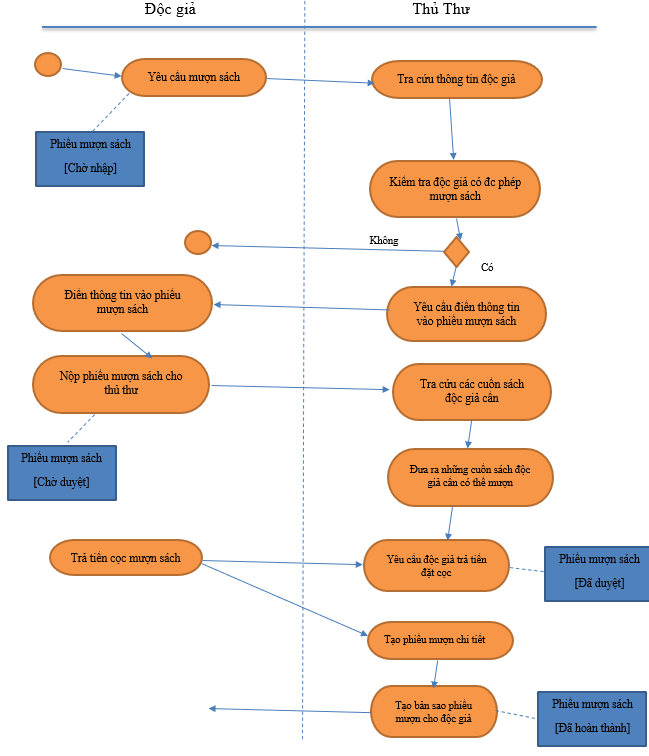 Độc giả
Thủ Thư
Yêu cầu mượn sách
Tra cứu thông tin độc giả
Phiếu mượn sách
[Chờ nhập]
Kiểm tra độc giả có đc phép
mượn sách
Không
Có
Điền thông tin vào phiếu
mượn sách
Yêu cầu điền thông tin
vào phiếu mượn sách
Nộp phiếu mượn sách cho
thủ thư
Tra cứu các cuốn sách
độc giả cần
Phiếu mượn sách
[Chờ duyệt]
Đưa ra những cuốn sách độc
giả cần có thể mượn
Trả tiền cọc mượn sách
Yêu cầu độc giả trả tiền
đặt cọc
Phiếu mượn sách
[Đã duyệt]
Tạo phiếu mượn chi tiết
Tạo bản sao phiếu
mượn cho độc giả
Phiếu mượn sách
[Đã hoàn thành]